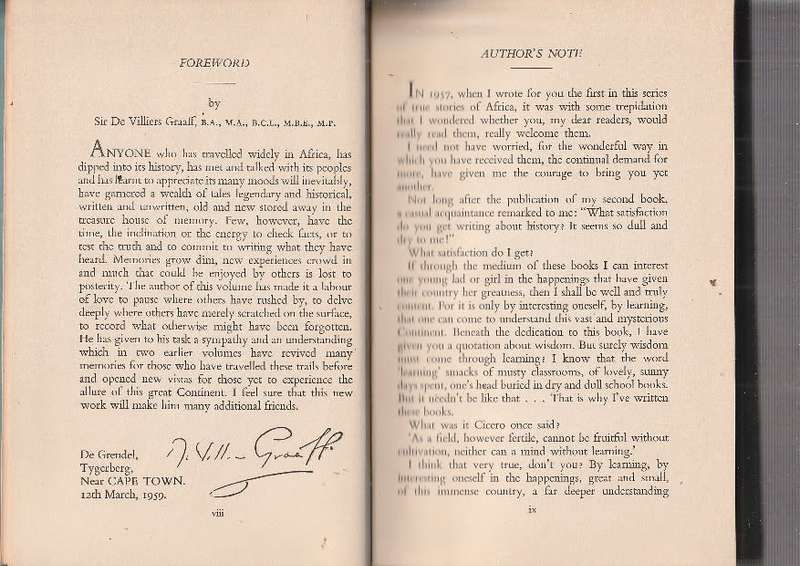 FOREWORD
by
Sir De Villiers Graaff, B.A., M.A., B.C.L., M.B.E., M.P.
ANYONE who has travelled widely in Africa, has
dipped into its history, has met and talked with its peoples
and has learnt to appreciate its many moods will inevitably,
have garnered a wealth of tales legendary and historical,
written and unwritten, old and new stored away in the
treasure house of memory. Few, however, have the
time, the inclination or the energy to check facts, or to
test the truth and to commit to writing what they have
heard. Memories grow dim, new experiences crowd in
and much that could be enjoyed by others is lost to
posterity. The author of this volume has made it a labour
of love to pause where others have rushed by, to delve
deeply where others have merely scratched on the surface,
to record what otherwise might have been forgotten.
He has given to his task a sympathy and an understanding
which in two earlier volumes have revived many
memories for those who have travelled these trails before
and opened new vistas for those yet to experience the
allure of this great Continent. I feel sure that this new
work will make him many additional friends.
De Grendel,
Tygerberg,
Near CAPE TOWN.
12th March, 1959.
D. Villiers Graaff.
viii
AUTHOR'S NOTE
IN 1957, when I wrote for you the first in this series
of true stories of Africa, it was with some trepidation
that I wondered whether you, my dear readers, would
really read them, really welcome them.
I need not have worried, for the wonderful way in
which you have received them, the continual demand for
more, have given me the courage to bring you yet
another.
Not long after the publication of my second book,
a casual acquaintance remarked to me: "What satisfaction
do you get writing about history? It seems so dull and
dry to me!"
What satisfaction do I get?
If through the medium of these books I can interest
one young lad or girl in the happenings that have given
their country her greatness, then I shall be well and truly
content. For it is only by interesting oneself, by learning,
that one can come to understand this vast and mysterious
Continent. Beneath the dedication to this book, I have
given you a quotation about wisdom. But surely wisdom
must come through learning? I know that the word
'learning' smacks of musty classrooms, of lovely, sunny
days spent, one's head buried in dry and dull school books.
But it needn't be like that . . . That is why I've written
these books.
What was it Cicero once said?
'As a field, however fertile, cannot be fruitful without
cultivation, neither can a mind without learning.'
I think that very true, don't you? By learning, by
interesting oneself in the happenings, great and small,
of this immense country, a far deeper understanding
ix